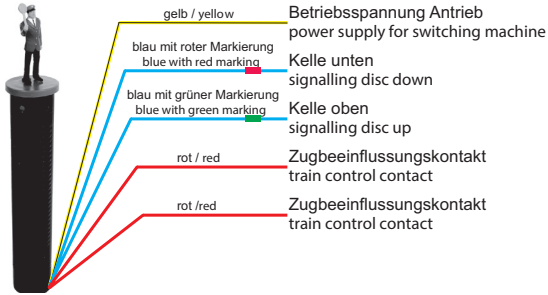 gelb / yellow
Betriebsspannung Antrieb
power supply for switching machine
blau mit roter Markierung
blue with red marking
Kelle unten
signalling disc down
blau mit grüner Markierung
blue with green marking
Kelle oben
signalling disc up
rot / red
Zugbeeinflussungskontakt
train control contact
rot /red
Zugbeeinflussungskontakt
train control contact